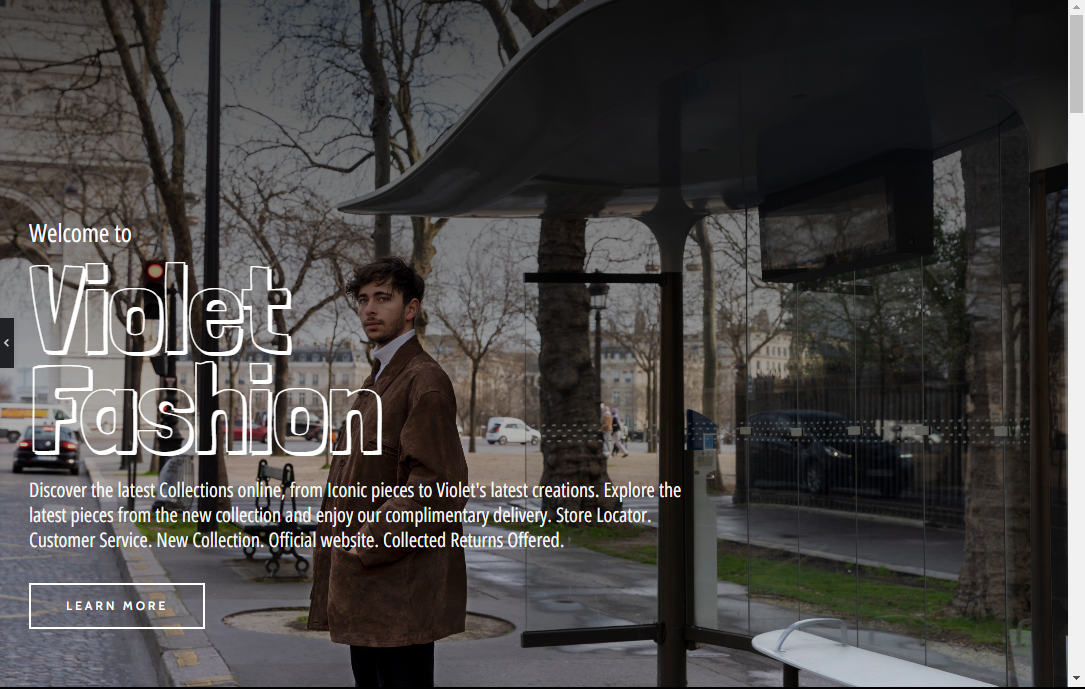 Welcome to
Violet
Fashion
Discover the latest Collections online, from Iconic pieces to Violet's latest creations. Explore the
latest pieces from the new collection and enjoy our complimentary delivery. Store Locator.
Customer Service. New Collection. Official website. Collected Returns Offered.
LEARN MORE